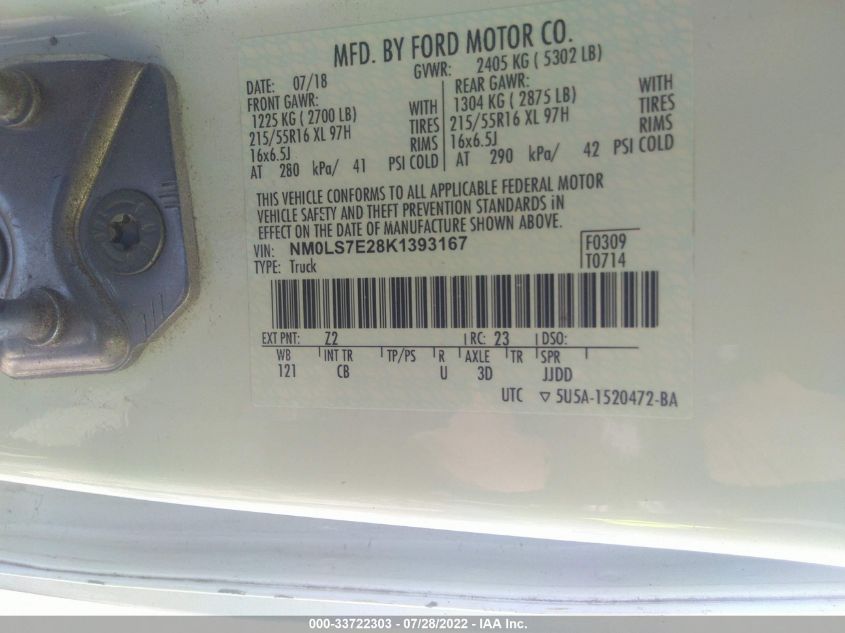 MFD. BY FORD MOTOR CO.
DATE: 07/18 GVWR: 2405 KG ( 5302 LB)
FRONT GAWR: REAR GAWR:
1225 KG ( 2700 LB) WITH 1304 KG ( 2875 LB) WITH
215/55R16 XL 97H TIRES 215/55R16 XL 97H TIRES
16x6.5J RIMS 16x6.5J RIMS
AT 280 kPa/ 41 PSI COLD AT 290 kPa/ 42 PSI COLD
THIS VEHICLE CONFORMS TO ALL APPLICABLE FEDERAL MOTOR
VEHICLE SAFETY AND THEFT PREVENTION STANDARDS IN
EFFECT ON THE DATE OF MANUFACTURE SHOWN ABOVE.
VIN: NM0LS7E28K1393167 F0309
TYPE: Truck T0714
EXT PNT: Z2 RC: 23 DSO:
WB INT TR TP/PS R AXLE TR SPR
121 CB U 3D JJDD
UTC ▽ 5U5A-1520472-BA
000-33722303 / 07/28/2022 - IAA Inc.